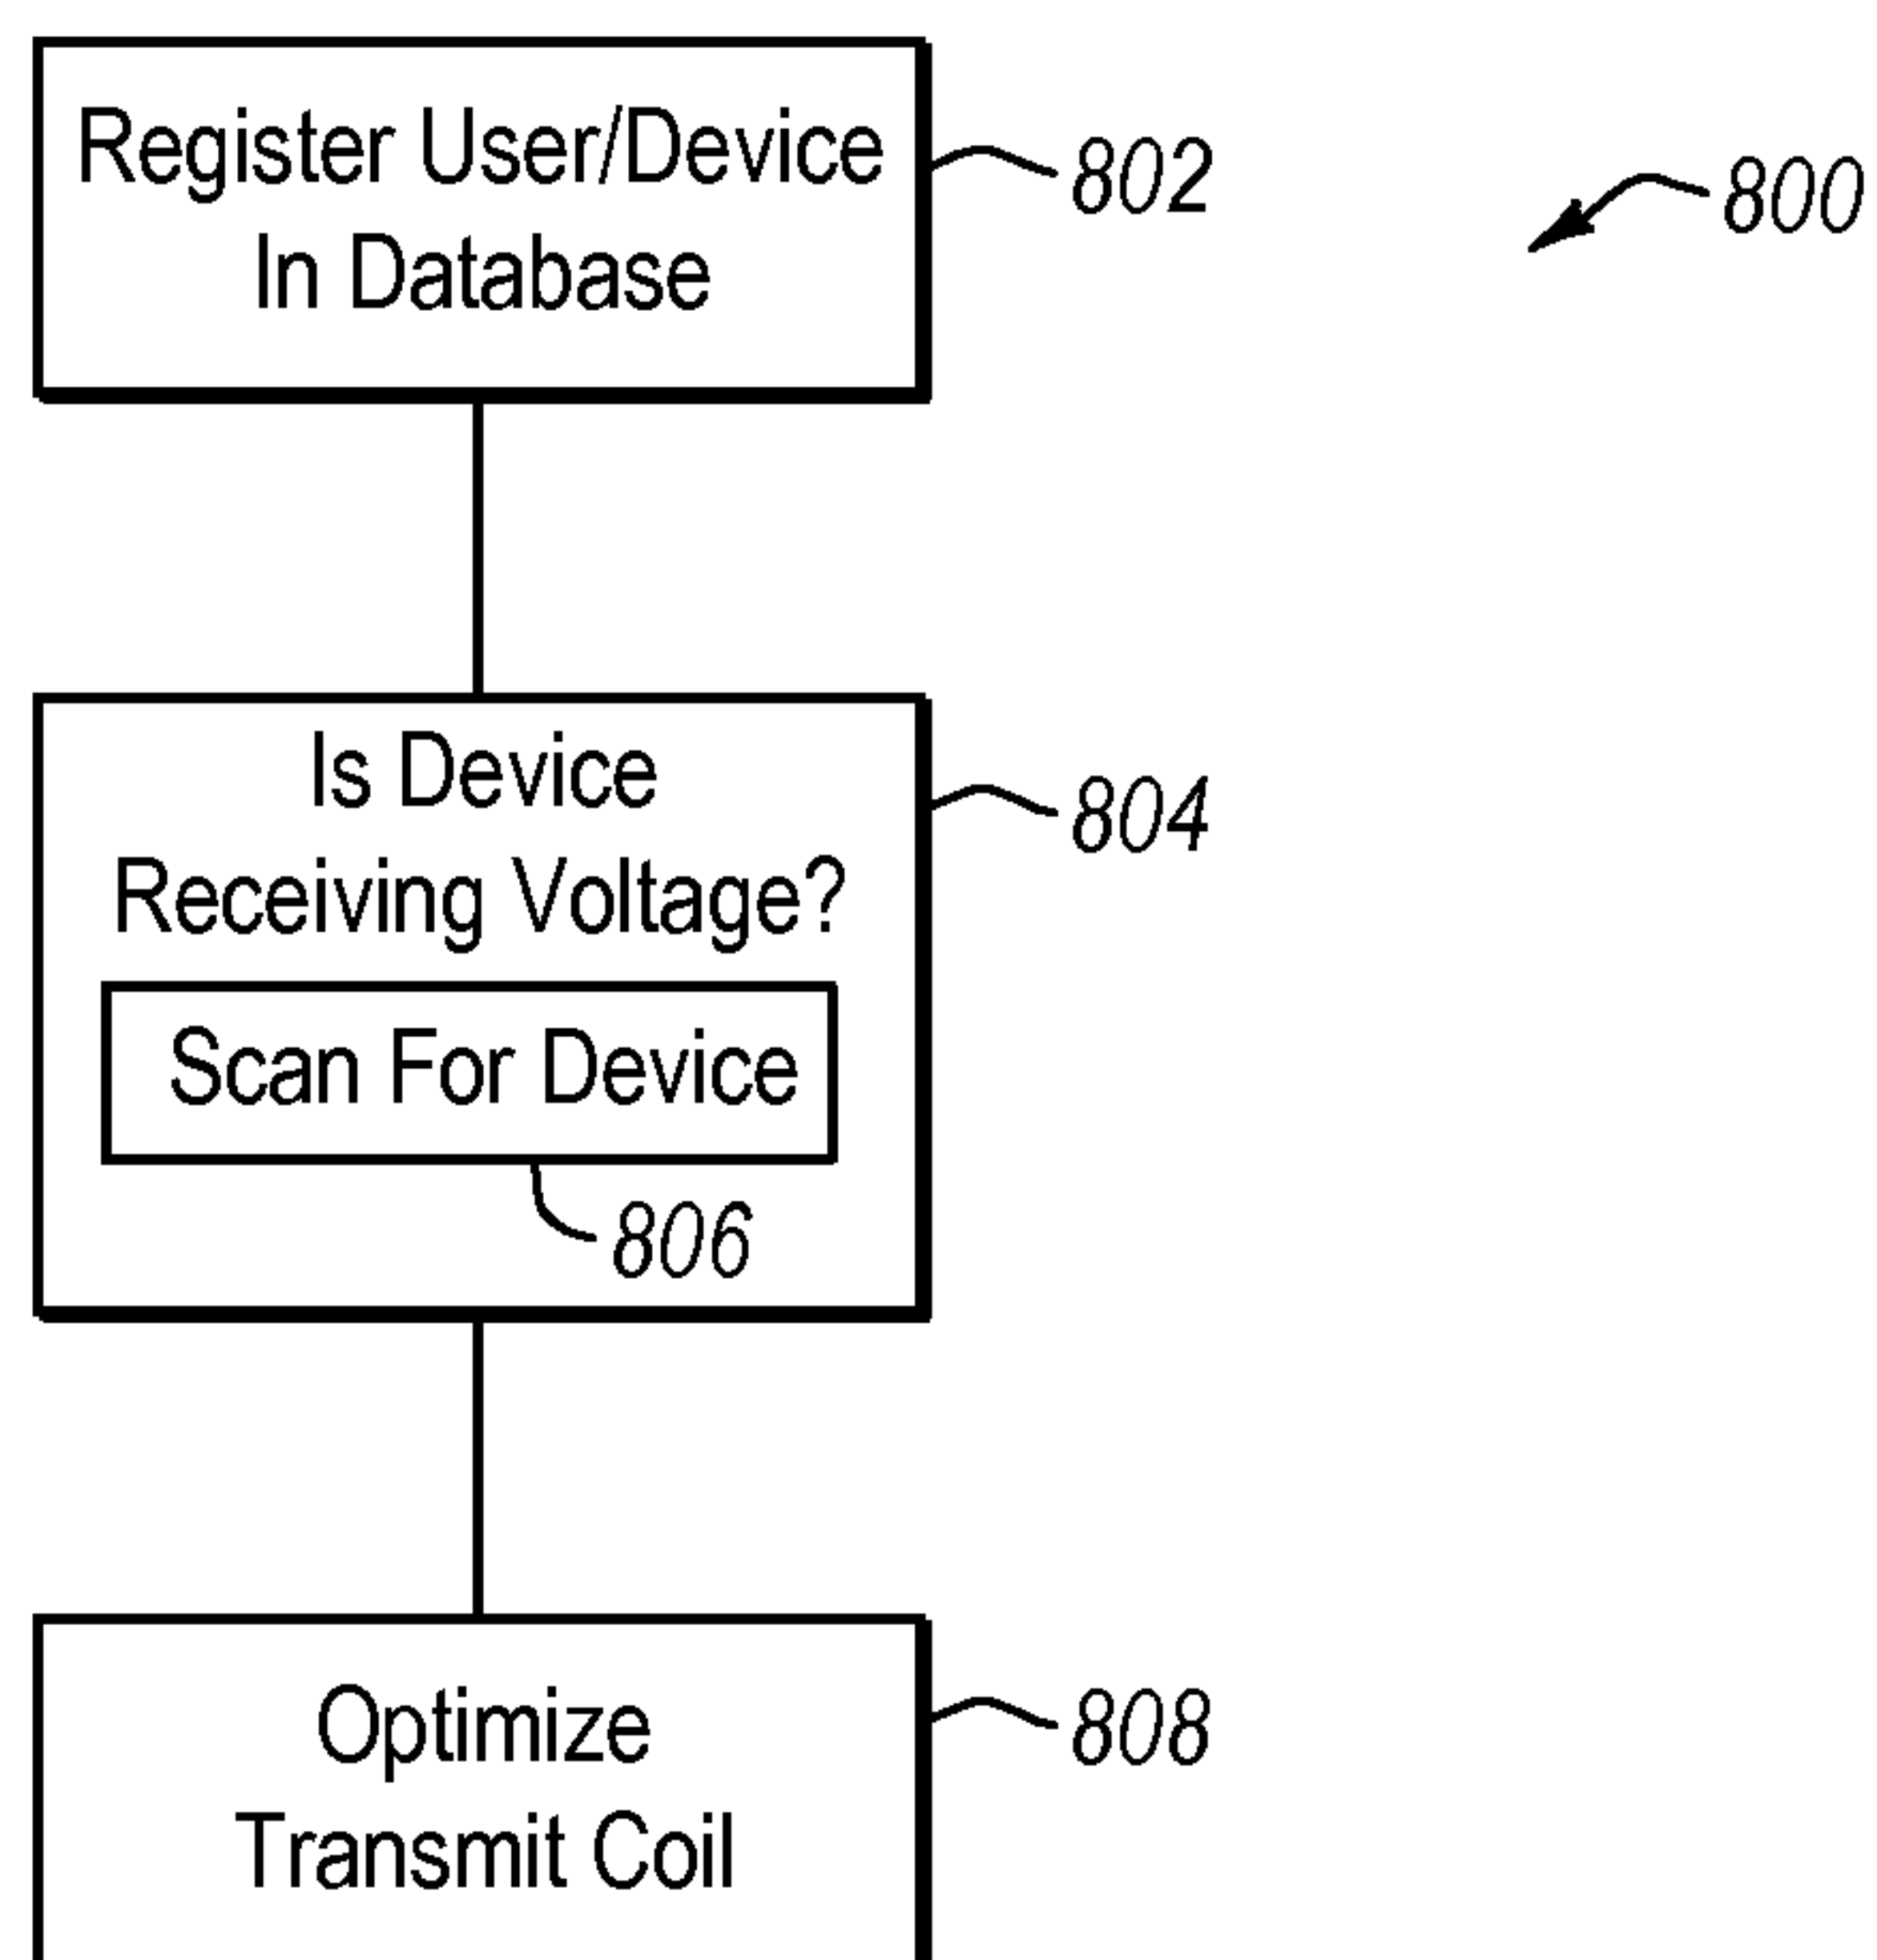 Register User/Device
In Database
802
800
Is Device
Receiving Voltage?
804
Scan For Device
806
Optimize
Transmit Coil
808